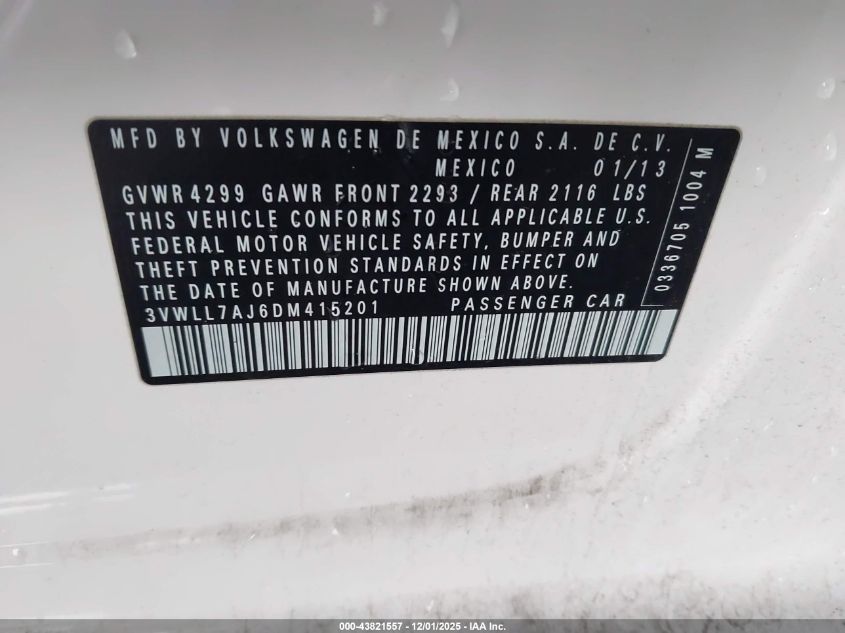 MFD BY VOLKSWAGEN DE MEXICO S.A. DE C.V.
MEXICO 01/13
GVWR 4299 GAWR FRONT 2293 / REAR 2116 LBS
THIS VEHICLE CONFORMS TO ALL APPLICABLE U.S.
FEDERAL MOTOR VEHICLE SAFETY, BUMPER AND
THEFT PREVENTION STANDARDS IN EFFECT ON
THE DATE OF MANUFACTURE SHOWN ABOVE.
3VWLL7AJ6DM415201 PASSENGER CAR
0336705 1004 M
000-43821557 - 12/01/2025 - IAA Inc.